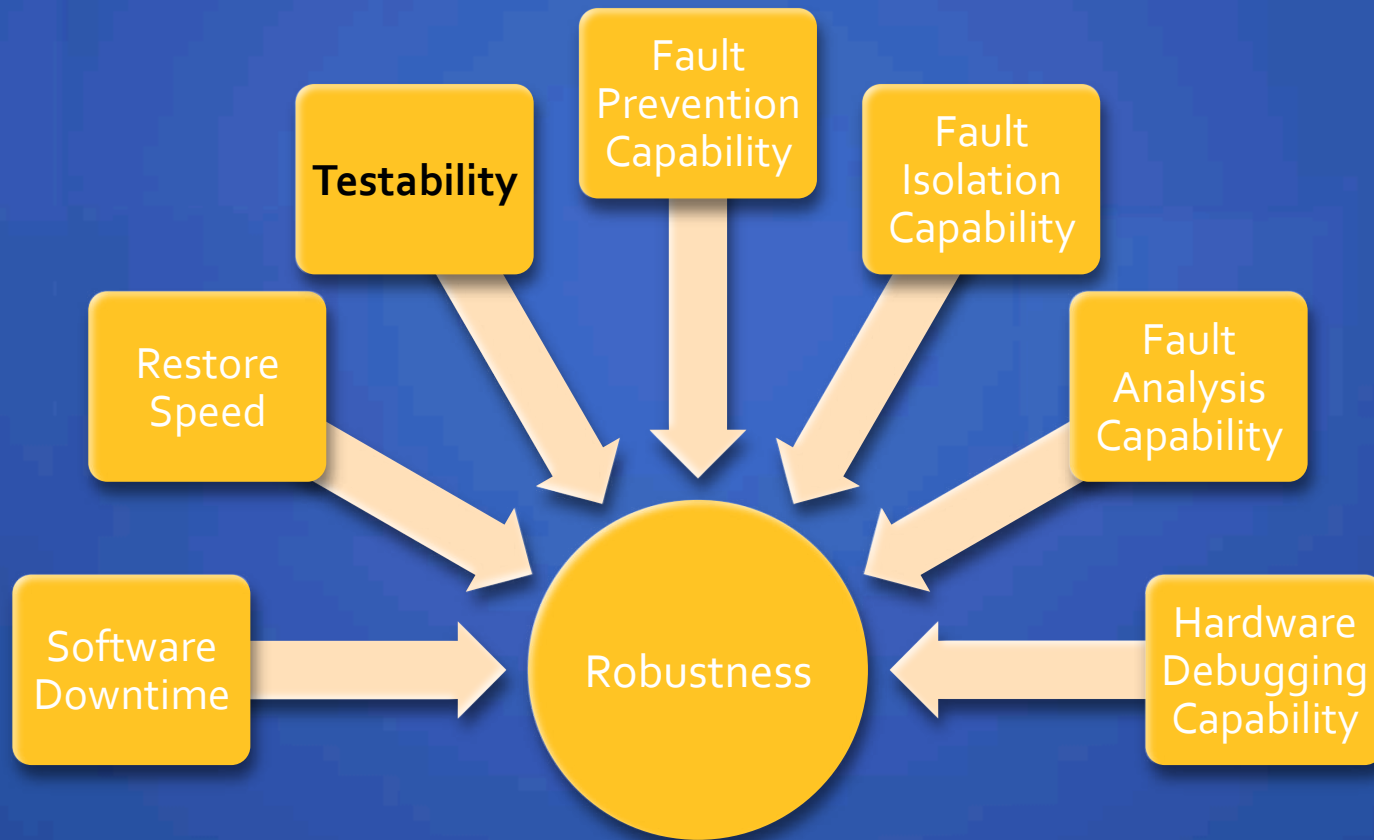 Fault
Prevention
Capability
Testability
Fault
Isolation
Capability
Restore
Speed
Fault
Analysis
Capability
Software
Downtime
Robustness
Hardware
Debugging
Capability